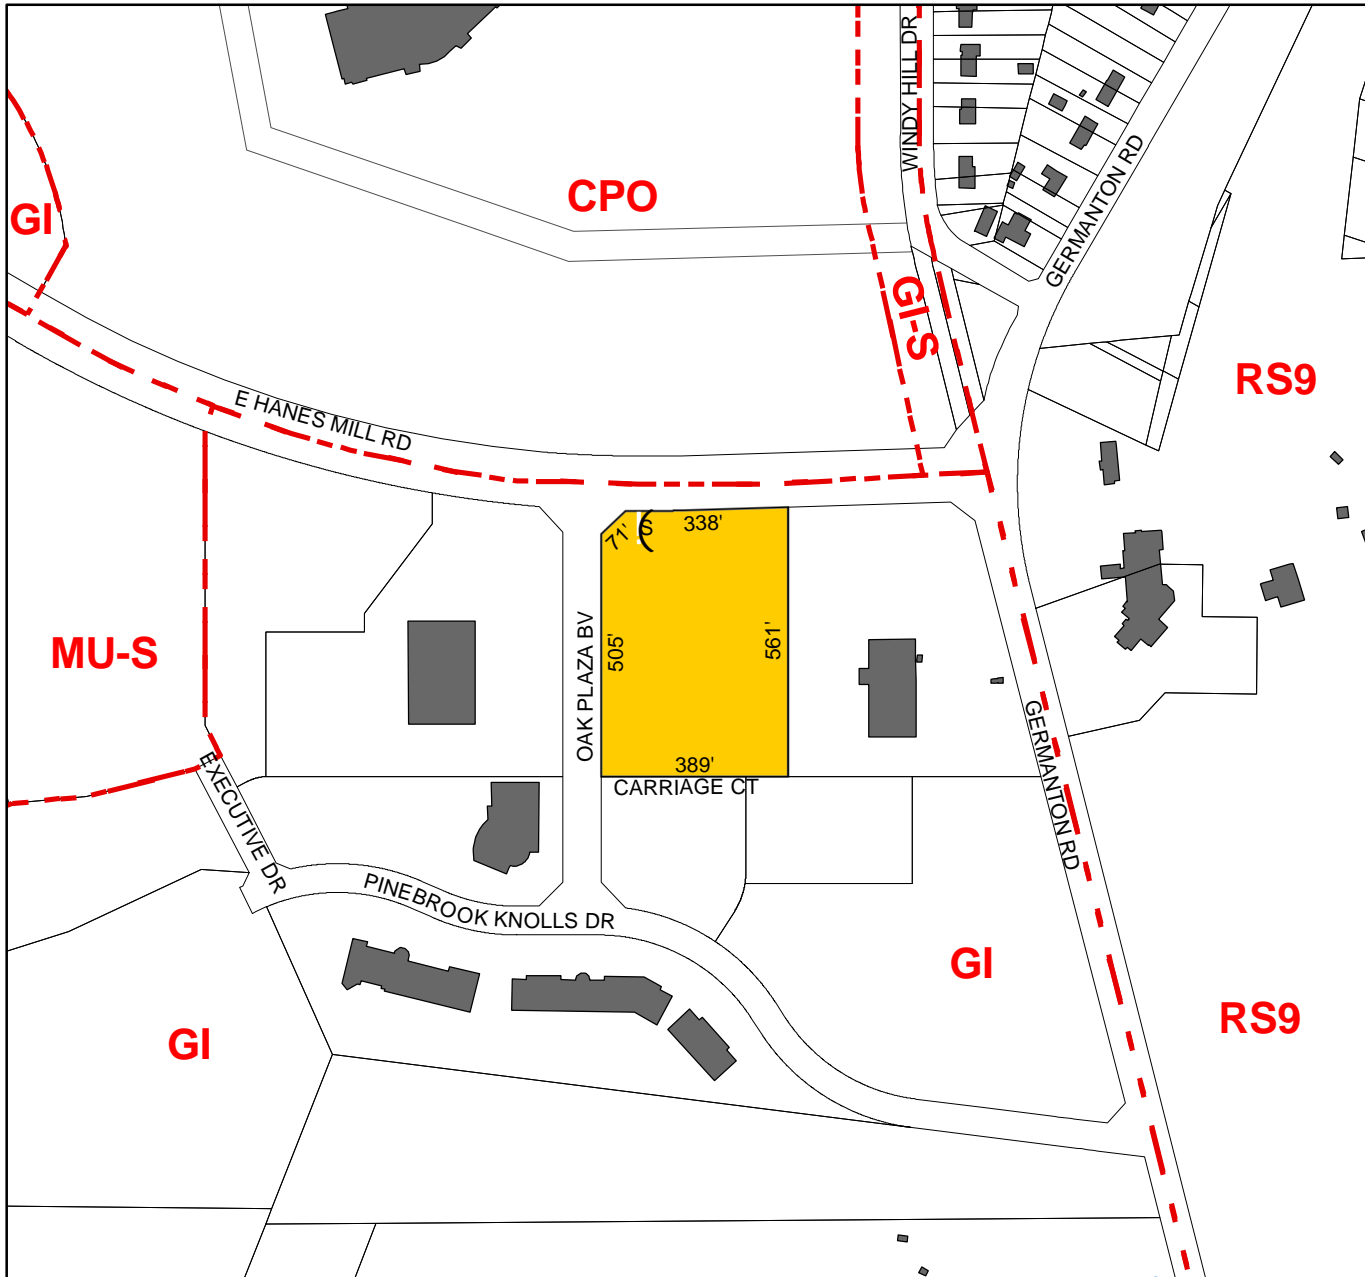 WINDY HILL DR
GERMANTON RD
CPO
GI
GI-S
RS9
E HANES MILL RD
71'
S
338'
MU-S
OAK PLAZA BV
505'
561'
389'
CARRIAGE CT
EXECUTIVE DR
GERMANTON RD
PINEBROOK KNOLLS DR
GI
RS9
GI